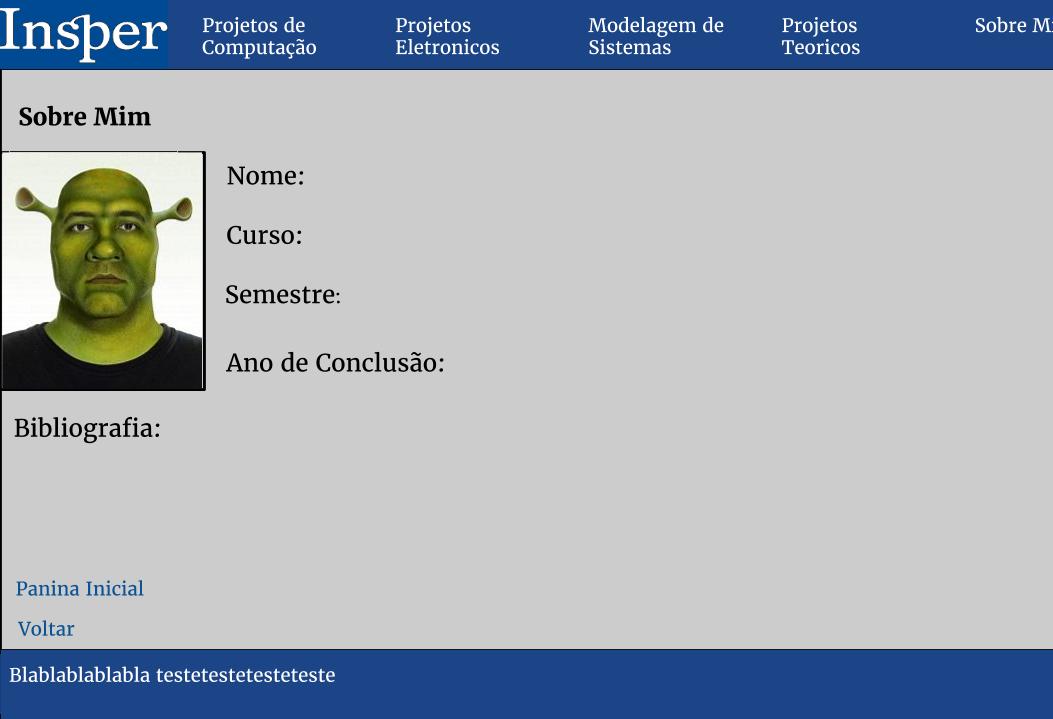 Insper
Projetos de
Computação
Projetos
Eletronicos
Modelagem de
Sistemas
Projetos
Teoricos
Sobre M
Sobre Mim
Nome:
Curso:
Semestre:
Ano de Conclusão:
Bibliografia:
Panina Inicial
Voltar
Blablablablabla testetestetesteteste